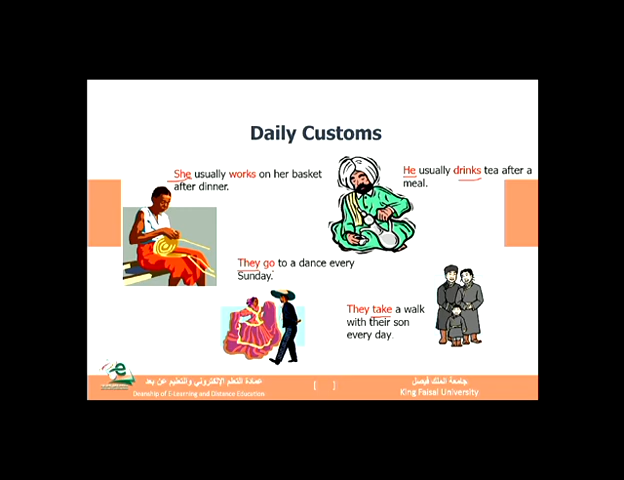 Daily Customs
She usually works on her basket
after dinner.
He usually drinks tea after a
meal.
They go to a dance every
Sunday.
They take a walk
with their son
every day.
عمادة التعلم الإلكتروني والتعليم عن بعد
Deanship of E-Learning and Distance Education
[ ]
جامعة الملك فيصل
King Faisal University